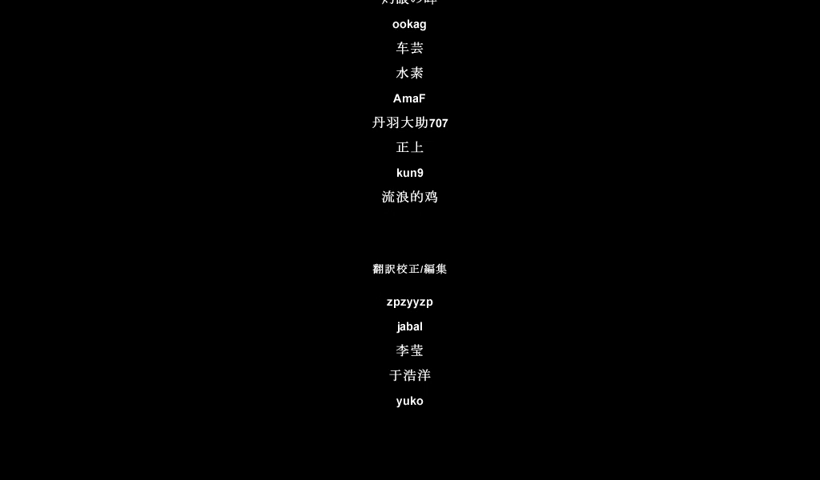 ookag
车芸
水素
AmaF
丹羽大助707
正上
kun9
流浪的鸡
翻訳校正/編集
zpzyyzp
jabal
李莹
于浩洋
yuko